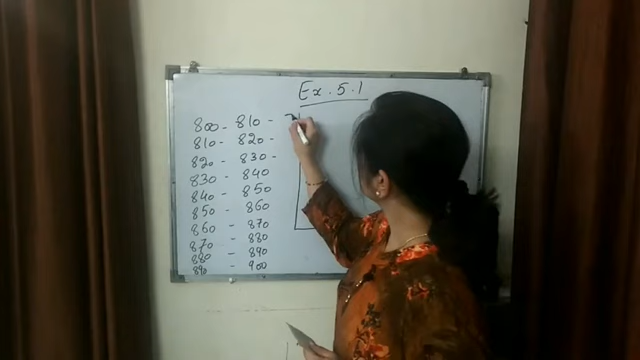 Ex. 5.1
800 - 810 -
810 - 820 -
820 - 830 -
830 - 840
840 - 850
850 - 860
860 - 870
870 - 880
880 - 890
890 - 900